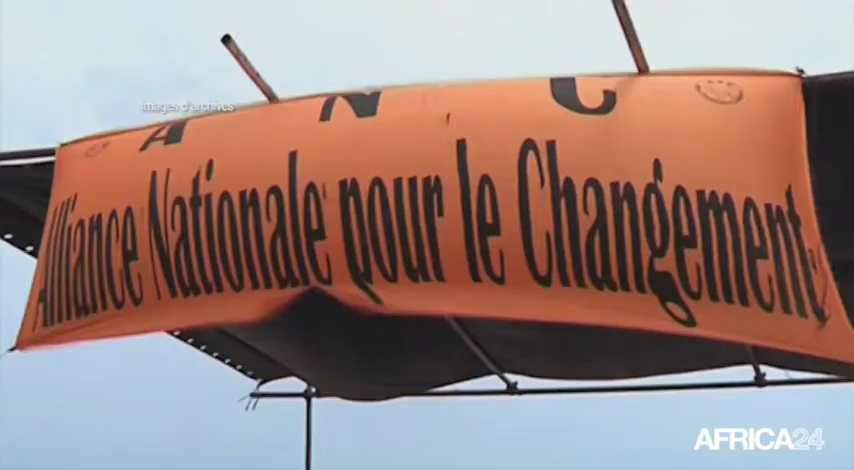 Images d'archives
A N C
Alliance Nationale pour le Changement
AFRICA24